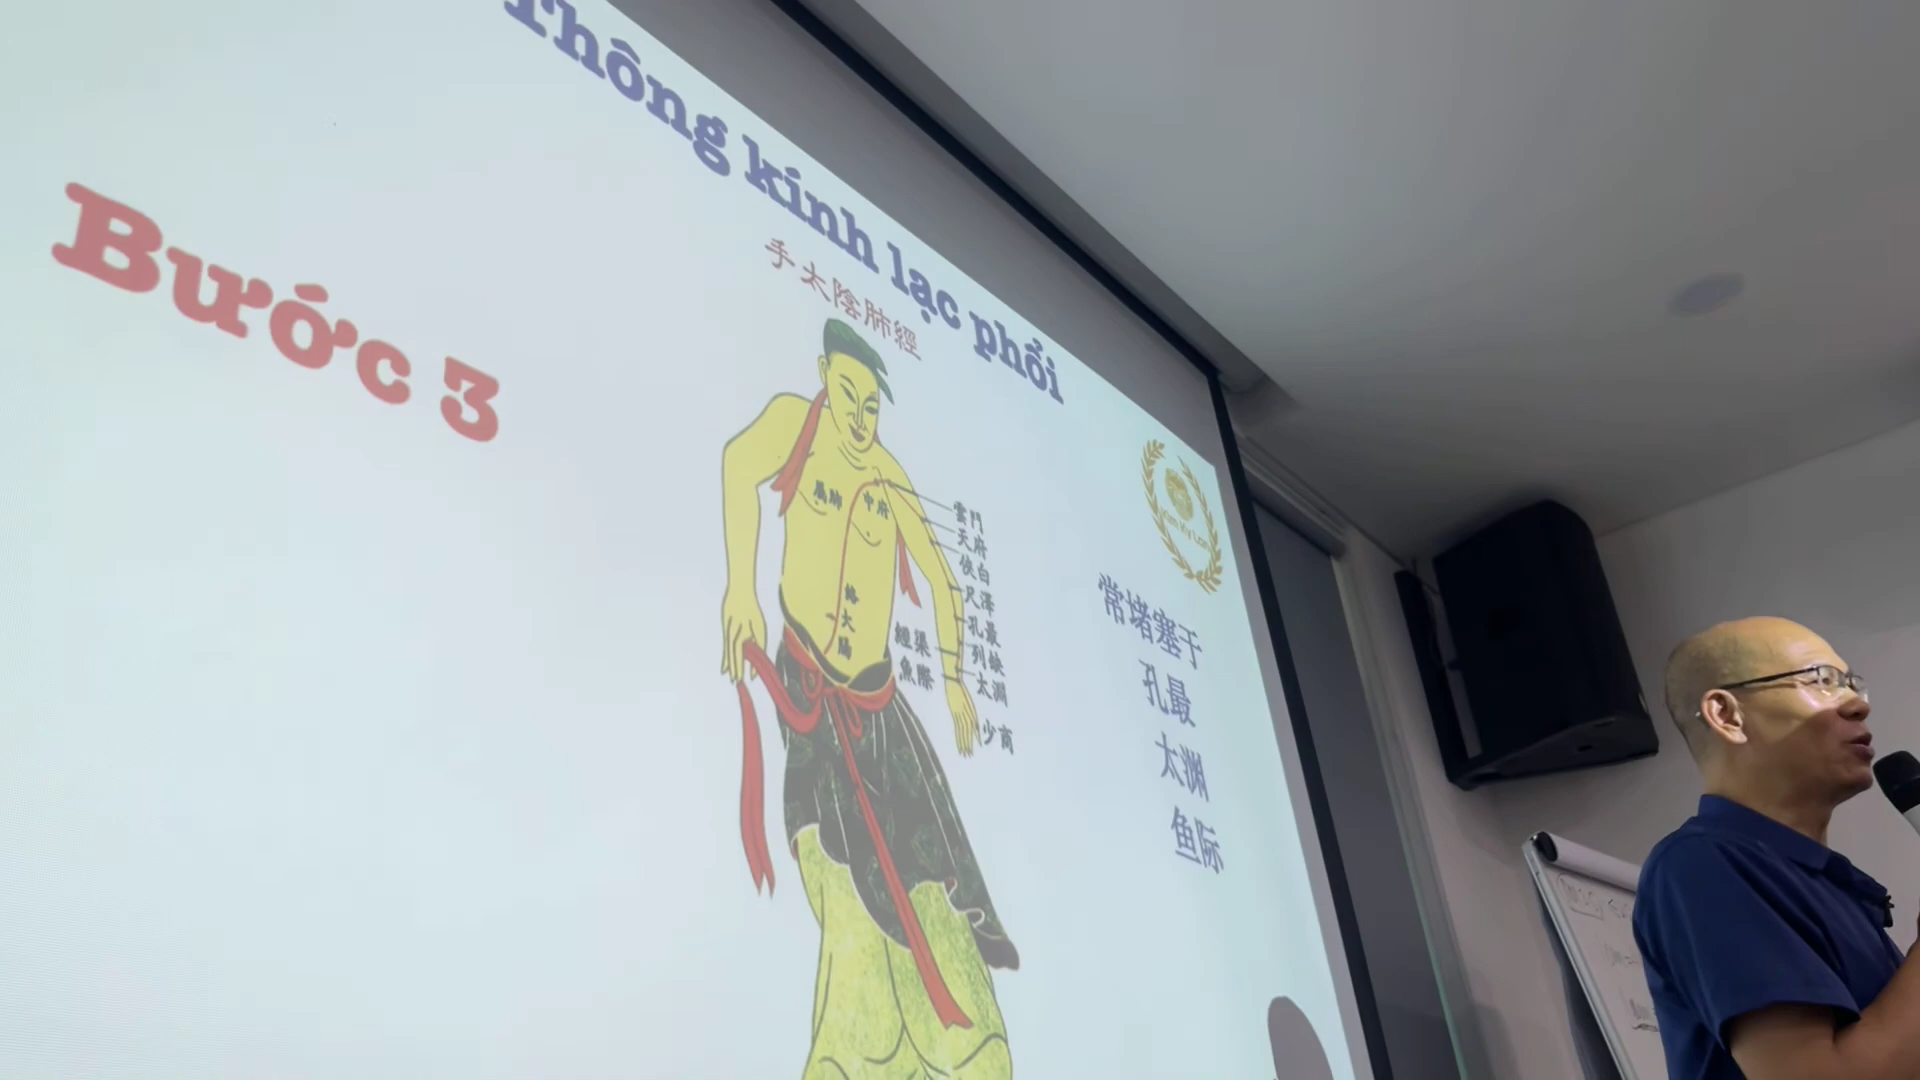 Thông kinh lạc phổi
Bước 3
手太陰肺經
屬肺
中府
雲門
天府
俠白
尺澤
孔最
列缺
經渠
太淵
魚際
少商
絡大腸
常堵塞于
孔最
太渊
鱼际